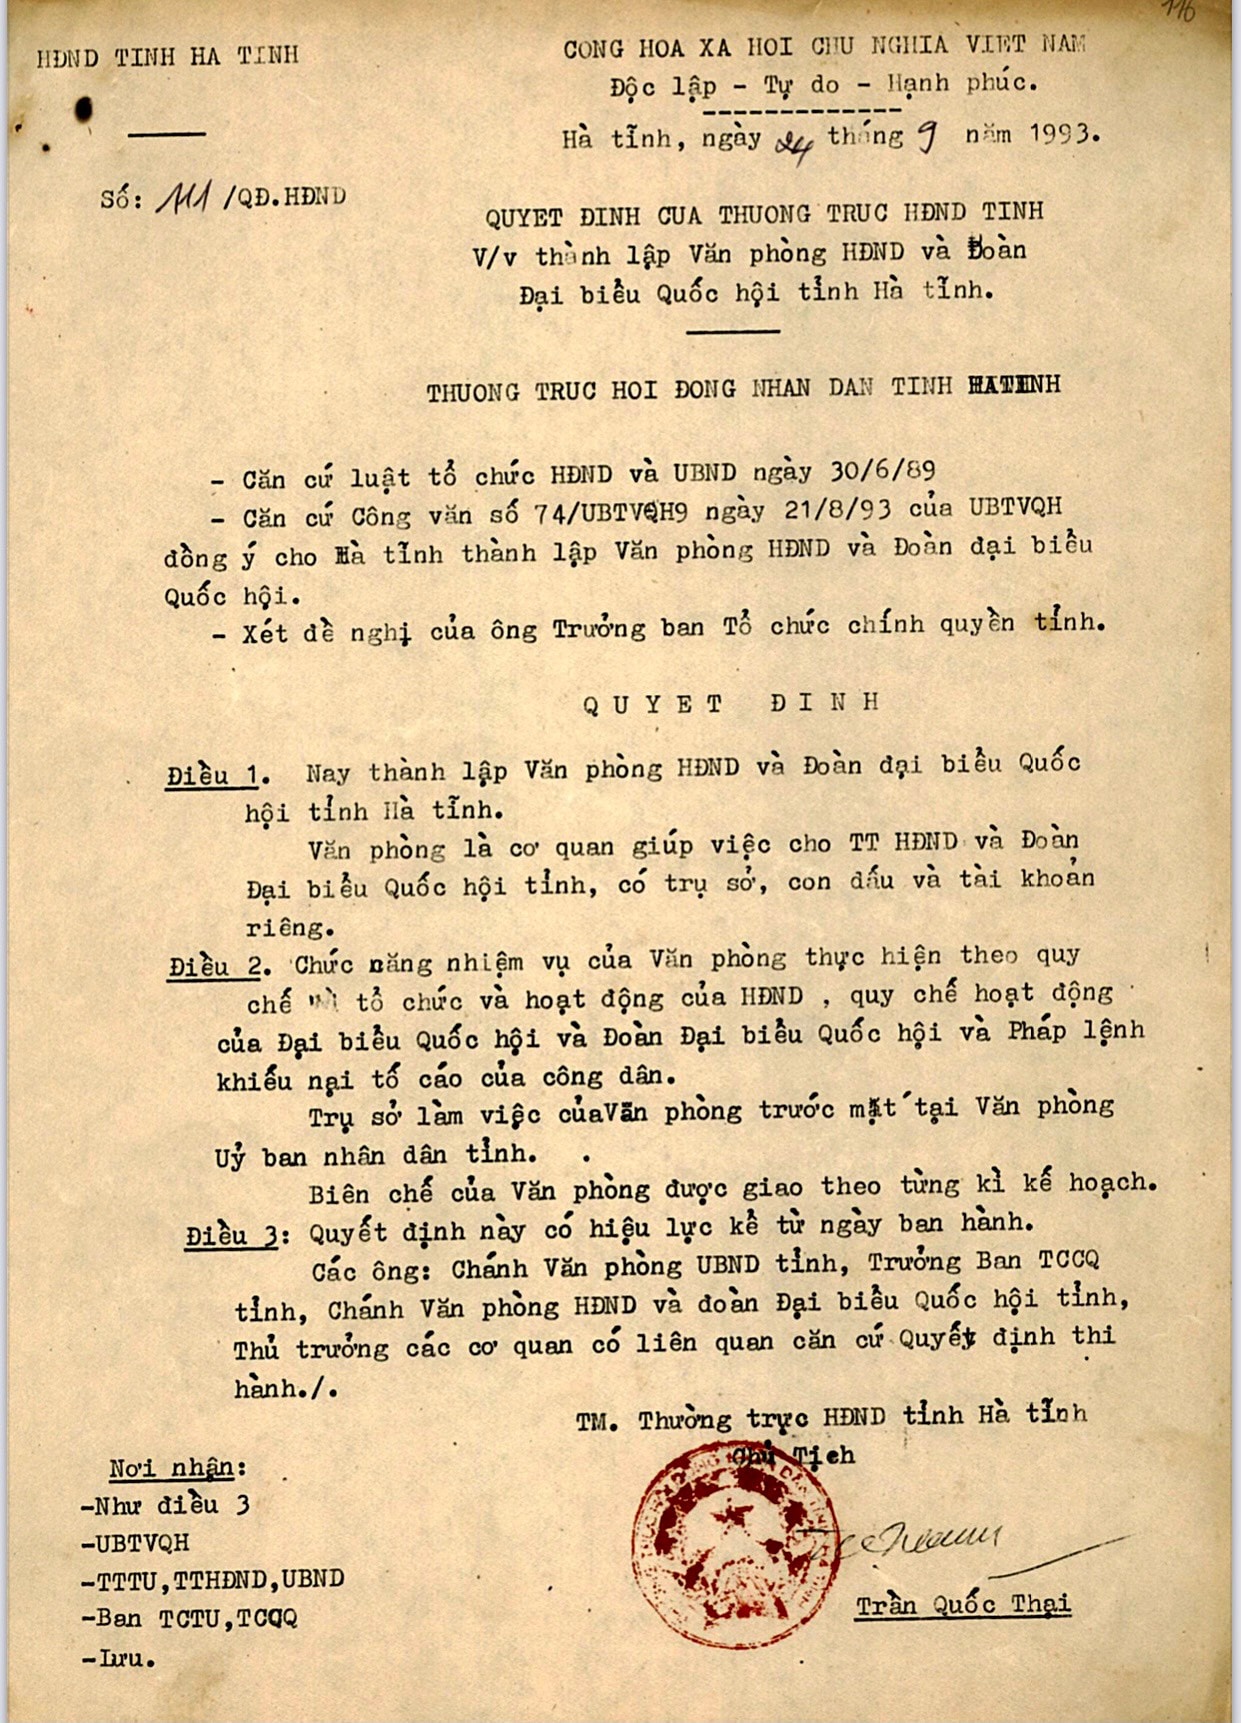 116
HĐND TINH HA TINH
CONG HOA XA HOI CHU NGHIA VIET NAM
Độc lập - Tự do - Hạnh phúc.
-------------
Hà tĩnh, ngày 24 tháng 9 năm 1993.
Số: 111/QĐ.HĐND
QUYET ĐINH CUA THUONG TRUC HĐND TINH
V/v thành lập Văn phòng HĐND và Đoàn
Đại biểu Quốc hội tỉnh Hà tĩnh.
THUONG TRUC HOI ĐONG NHAN DAN TINH HATINH
- Căn cứ luật tổ chức HĐND và UBND ngày 30/6/89
- Căn cứ Công văn số 74/UBTVQH9 ngày 21/8/93 của UBTVQH
đồng ý cho Hà tĩnh thành lập Văn phòng HĐND và Đoàn đại biểu
Quốc hội.
- Xét đề nghị của ông Trưởng ban Tổ chức chính quyền tỉnh.
Q U Y E T Đ I N H
Điều 1. Nay thành lập Văn phòng HĐND và Đoàn đại biểu Quốc
hội tỉnh Hà tĩnh.
Văn phòng là cơ quan giúp việc cho TT HĐND và Đoàn
Đại biểu Quốc hội tỉnh, có trụ sở, con dấu và tài khoản
riêng.
Điều 2. Chức năng nhiệm vụ của Văn phòng thực hiện theo quy
chế tổ chức và hoạt động của HĐND , quy chế hoạt động
của Đại biểu Quốc hội và Đoàn Đại biểu Quốc hội và Pháp lệnh
khiếu nại tố cáo của công dân.
Trụ sở làm việc củaVăn phòng trước mặt tại Văn phòng
Uỷ ban nhân dân tỉnh.
Biên chế của Văn phòng được giao theo từng kì kế hoạch.
Điều 3: Quyết định này có hiệu lực kể từ ngày ban hành.
Các ông: Chánh Văn phòng UBND tỉnh, Trưởng Ban TCCQ
tỉnh, Chánh Văn phòng HĐND và đoàn Đại biểu Quốc hội tỉnh,
Thủ trưởng các cơ quan có liên quan căn cứ Quyết định thi
hành./.
TM. Thường trực HĐND tỉnh Hà tĩnh
Chủ Tịch
Trần Quốc Thại
Nơi nhận:
-Như điều 3
-UBTVQH
-TTTU,TTHĐND,UBND
-Ban TCTU,TCCQ
-Lưu.